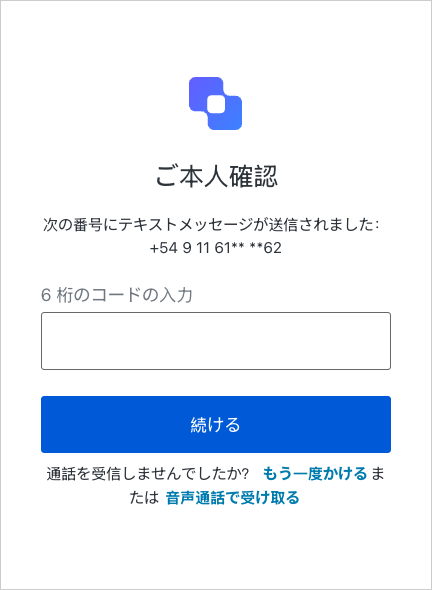 ご本人確認
次の番号にテキストメッセージが送信されました：
+54 9 11 61** **62
6 桁のコードの入力
続ける
通話を受信しませんでしたか? もう一度かける ま
たは 音声通話で受け取る